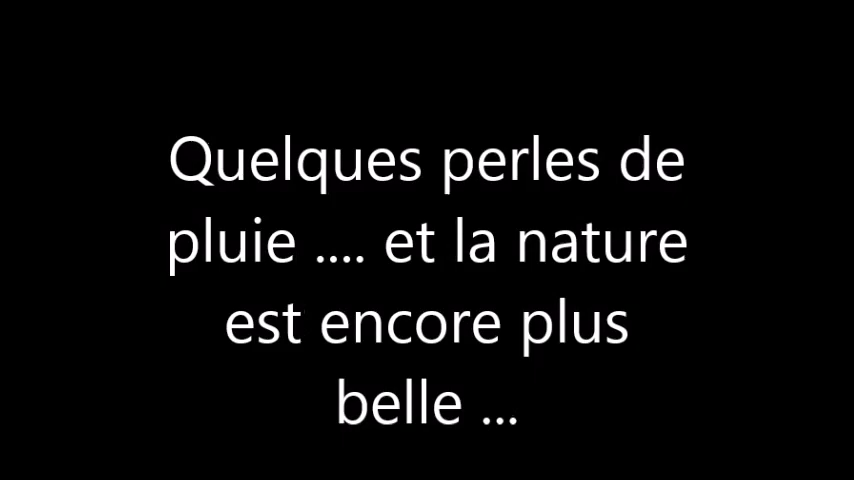 Quelques perles de
pluie .... et la nature
est encore plus
belle ...